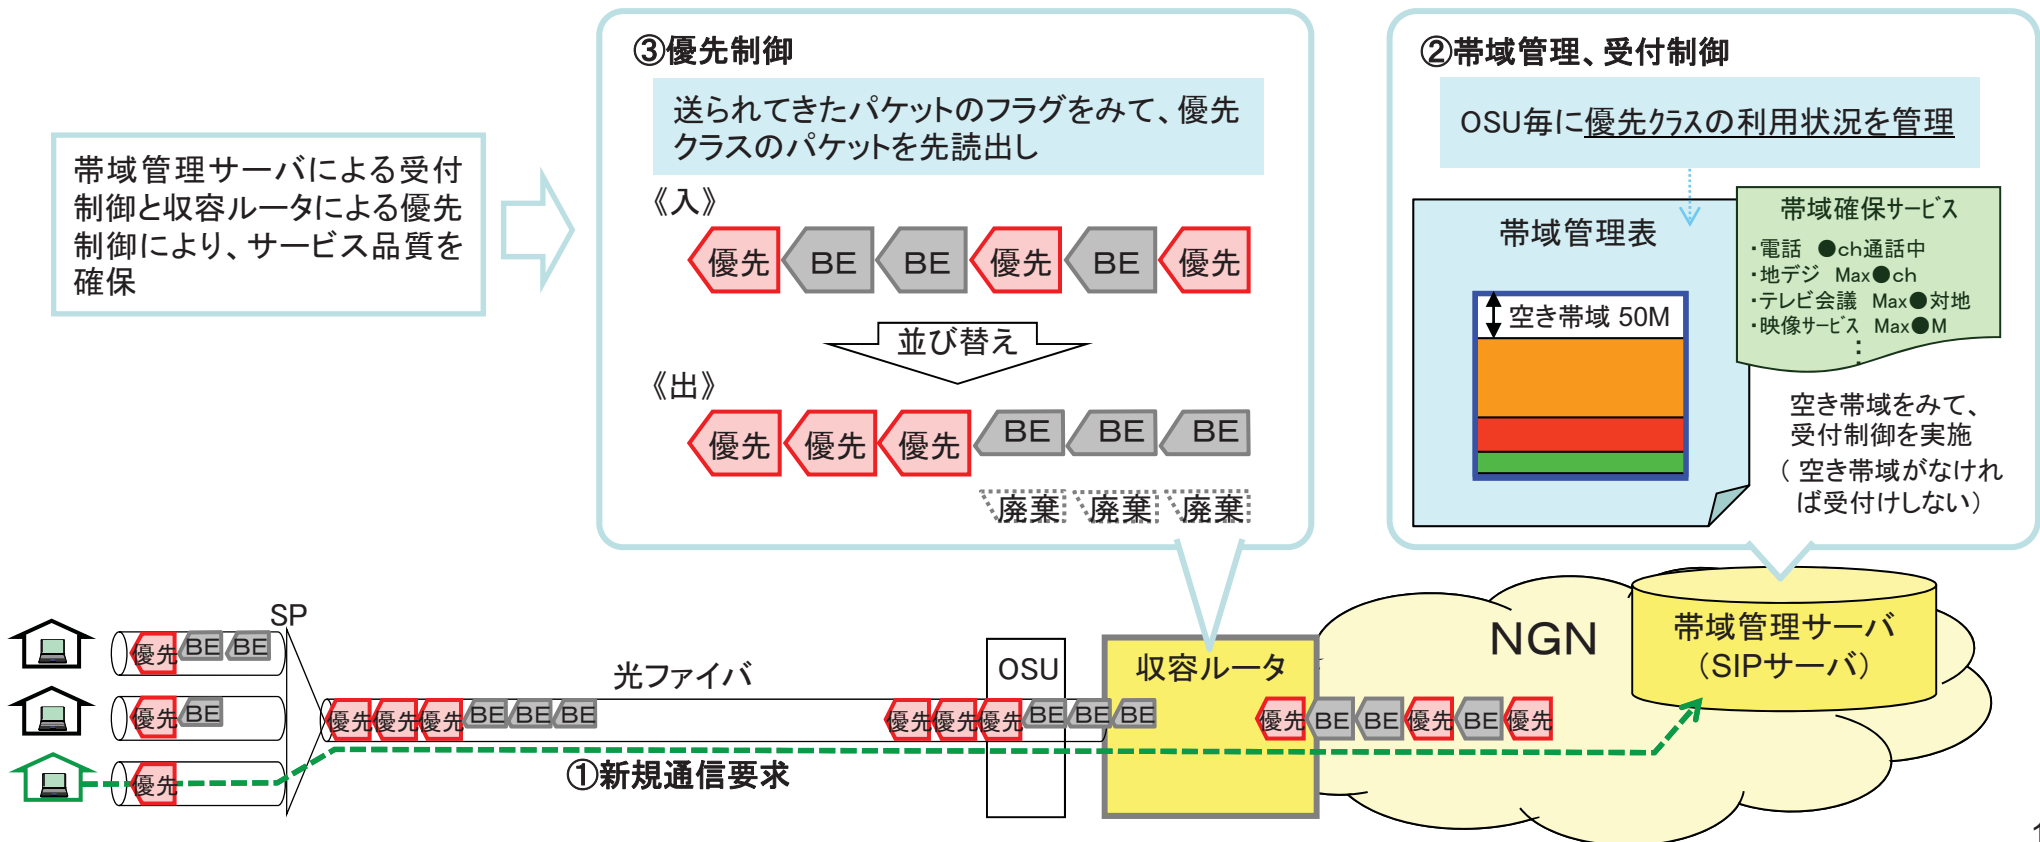 帯域管理サーバによる受付
制御と収容ルータによる優先
制御により、サービス品質を
確保
③優先制御
送られてきたパケットのフラグをみて、優先
クラスのパケットを先読出し
《入》
優先 BE BE 優先 BE 優先
並び替え
《出》
優先 優先 優先 BE BE BE
廃棄 廃棄 廃棄
②帯域管理、受付制御
OSU毎に優先クラスの利用状況を管理
帯域管理表
空き帯域 50M
帯域確保サービス
・電話 ●ch通話中
・地デジ Max●ch
・テレビ会議 Max●対地
・映像サービス Max●M
：
空き帯域をみて、
受付制御を実施
（ 空き帯域がなけれ
ば受付けしない）
SP
優先 BE BE
優先 BE
優先
光ファイバ
優先 優先 優先 BE BE BE
優先 優先 優先 BE BE BE
OSU
収容ルータ
優先 BE BE 優先 BE 優先
NGN
帯域管理サーバ
（SIPサーバ）
①新規通信要求